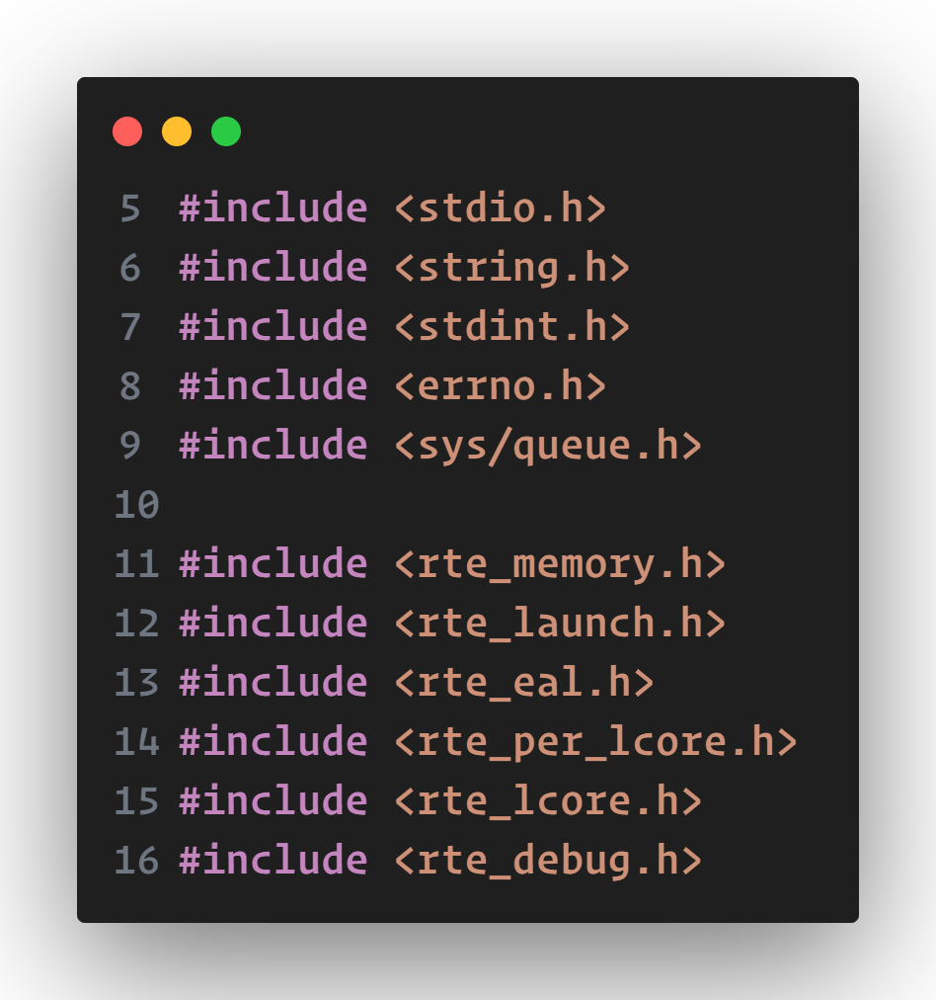 5 #include <stdio.h>
6 #include <string.h>
7 #include <stdint.h>
8 #include <errno.h>
9 #include <sys/queue.h>
10
11 #include <rte_memory.h>
12 #include <rte_launch.h>
13 #include <rte_eal.h>
14 #include <rte_per_lcore.h>
15 #include <rte_lcore.h>
16 #include <rte_debug.h>